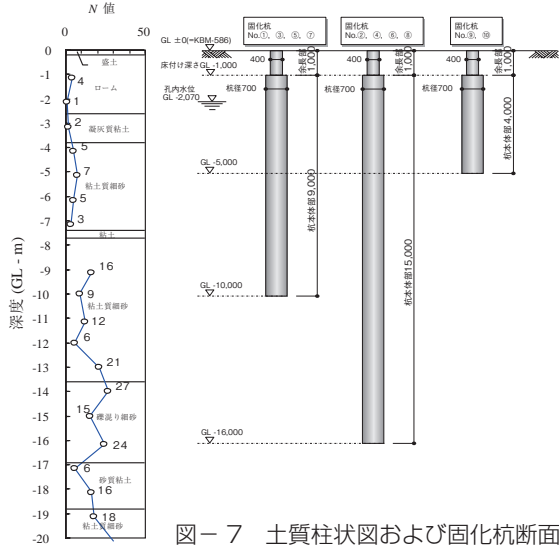 N 値
0
50
深度 (GL - m)
0
-1
-2
-3
-4
-5
-6
-7
-8
-9
-10
-11
-12
-13
-14
-15
-16
-17
-18
-19
-20
盛土
4
ローム
1
2
凝灰質粘土
5
7
粘土質細砂
5
3
粘土
16
9
粘土質細砂
12
6
21
27
15
礫混り細砂
24
6
砂質粘土
16
18
粘土質細砂
固化杭
No.①、③、⑤、⑦
固化杭
No.②、④、⑥、⑧
固化杭
No.⑨、⑩
GL ±0(=KBM-586)
床付け深さGL -1,000
孔内水位
GL -2,070
GL -5,000
GL -10,000
GL -16,000
400
余長部
1,000
杭径700
杭本体部9,000
400
余長部
1,000
杭径700
杭本体部15,000
400
余長部
1,000
杭径700
杭本体部4,000
図－7 土質柱状図および固化杭断面